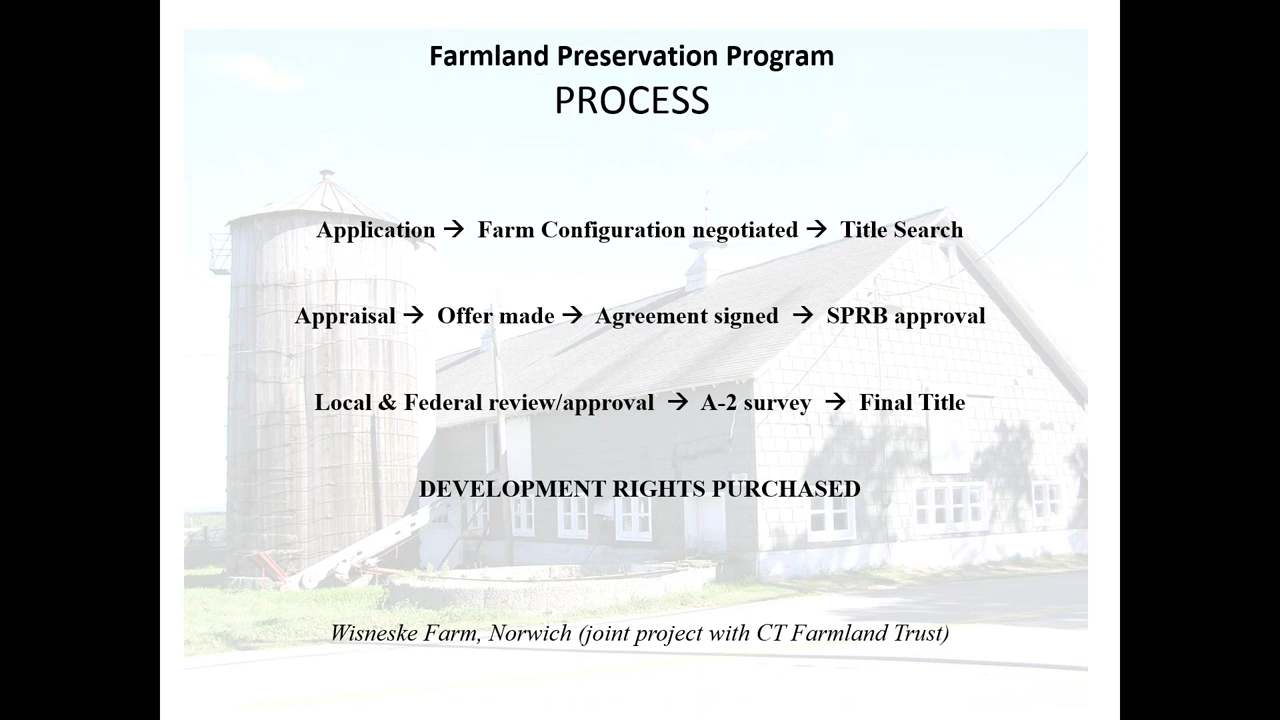 Farmland Preservation Program
PROCESS
Application → Farm Configuration negotiated → Title Search
Appraisal → Offer made → Agreement signed → SPRB approval
Local & Federal review/approval → A-2 survey → Final Title
DEVELOPMENT RIGHTS PURCHASED
Wisneske Farm, Norwich (joint project with CT Farmland Trust)